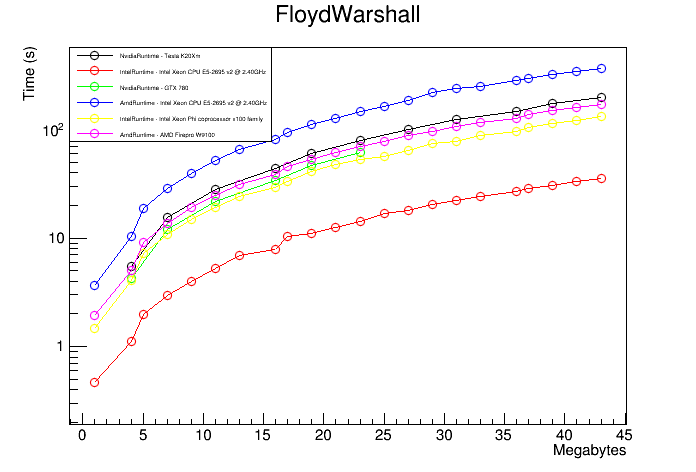 FloydWarshall
Time (s)
NvidiaRuntime - Tesla K20Xm
IntelRuntime - Intel Xeon CPU E5-2695 v2 @ 2.40GHz
NvidiaRuntime - GTX 780
AmdRuntime - Intel Xeon CPU E5-2695 v2 @ 2.40GHz
IntelRuntime - Intel Xeon Phi coprocessor x100 family
AmdRuntime - AMD Firepro W9100
10²
10
1
0 5 10 15 20 25 30 35 40 45
Megabytes